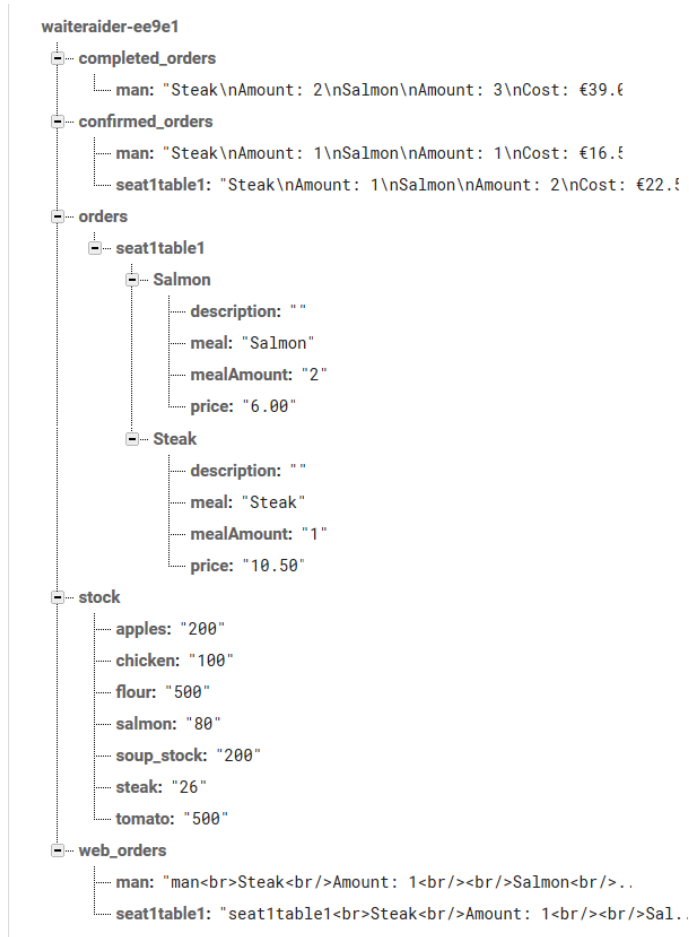 waiteraider-ee9e1
completed_orders
man: "Steak\nAmount: 2\nSalmon\nAmount: 3\nCost: €39.
confirmed_orders
man: "Steak\nAmount: 1\nSalmon\nAmount: 1\nCost: €16.5
seat1table1: "Steak\nAmount: 1\nSalmon\nAmount: 2\nCost: €22.5
orders
seat1table1
Salmon
description: ""
meal: "Salmon"
mealAmount: "2"
price: "6.00"
Steak
description: ""
meal: "Steak"
mealAmount: "1"
price: "10.50"
stock
apples: "200"
chicken: "100"
flour: "500"
salmon: "80"
soup_stock: "200"
steak: "26"
tomato: "500"
web_orders
man: "man<br>Steak<br/>Amount: 1<br/><br/>Salmon<br/>..
seat1table1: "seat1table1<br>Steak<br/>Amount: 1<br/><br/>Sal..